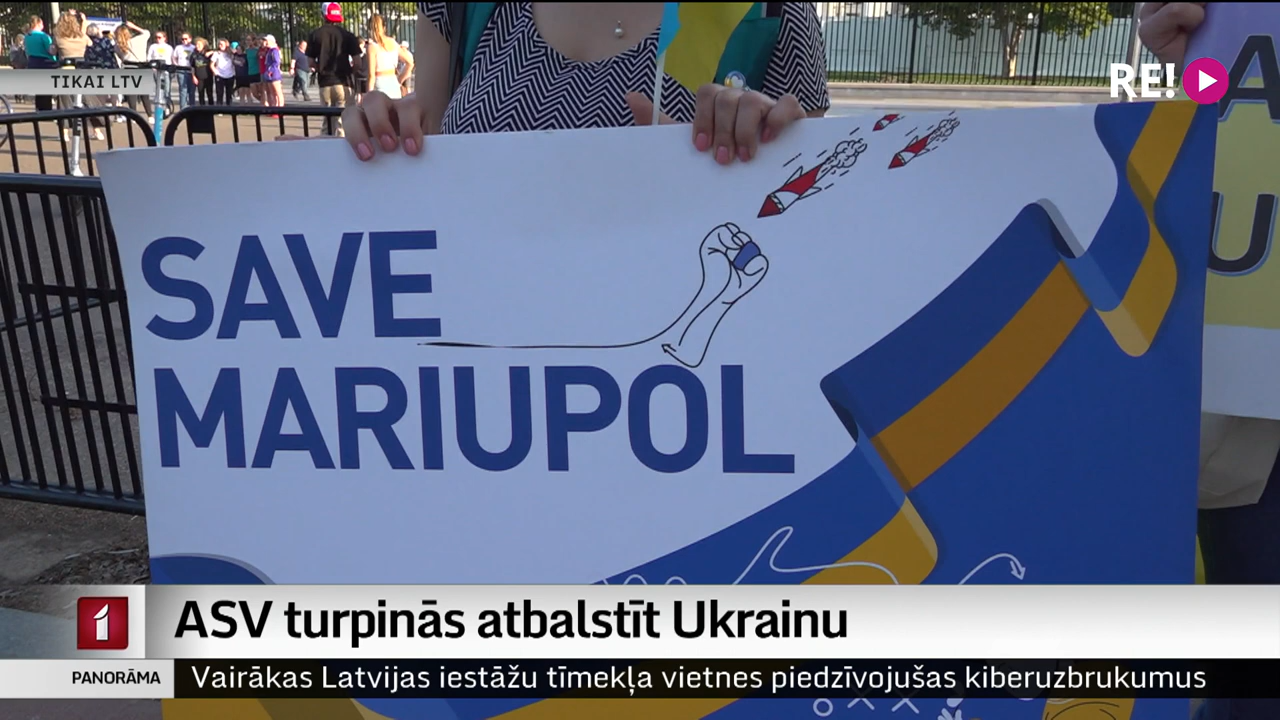 TIKAI LTV
RE!
A
U
SAVE
MARIUPOL
1
ASV turpinās atbalstīt Ukrainu
PANORĀMA
Vairākas Latvijas iestāžu tīmekļa vietnes piedzīvojušas kiberuzbrukumus